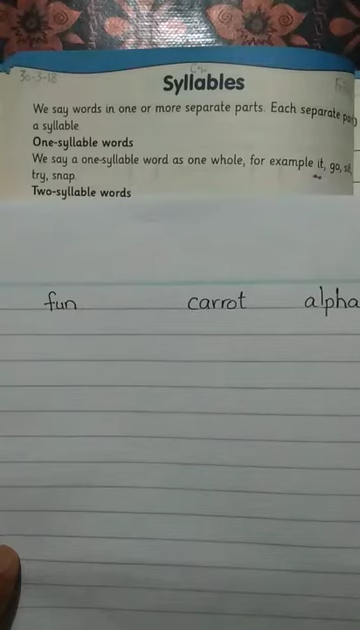 30-3-18
Syllables
We say words in one or more separate parts. Each separate part
a syllable.
One-syllable words
We say a one-syllable word as one whole, for example it, go,
try, snap.
Two-syllable words
fun carrot alpha